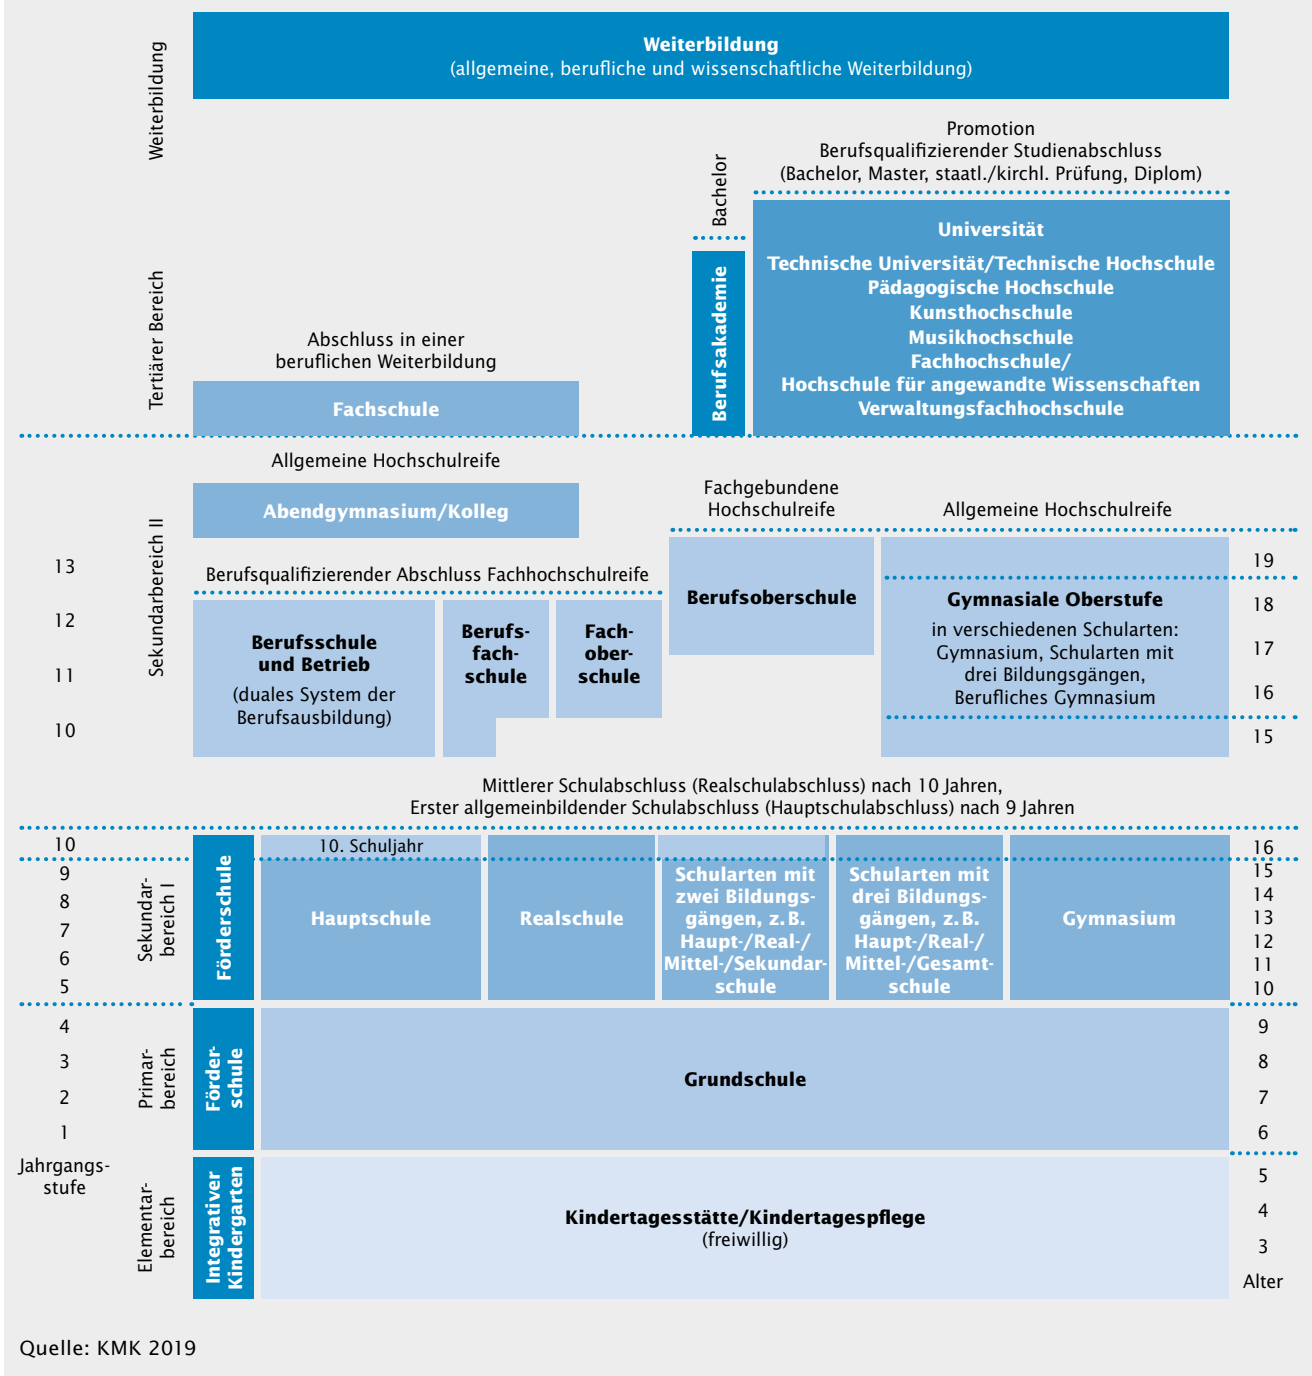 Weiterbildung
Weiterbildung
(allgemeine, berufliche und wissenschaftliche Weiterbildung)
Promotion
Berufsqualifizierender Studienabschluss
(Bachelor, Master, staatl./kirchl. Prüfung, Diplom)
Bachelor
Tertiärer Bereich
Abschluss in einer
beruflichen Weiterbildung
Fachschule
Berufsakademie
Universität
Technische Universität/Technische Hochschule
Pädagogische Hochschule
Kunsthochschule
Musikhochschule
Fachhochschule/
Hochschule für angewandte Wissenschaften
Verwaltungsfachhochschule
Sekundarbereich II
Allgemeine Hochschulreife
Abendgymnasium/Kolleg
Fachgebundene
Hochschulreife
Allgemeine Hochschulreife
13
12
11
10
Berufsqualifizierender Abschluss Fachhochschulreife
Berufsschule
und Betrieb
(duales System der
Berufsausbildung)
Berufs-
fach-
schule
Fach-
ober-
schule
Berufsoberschule
Gymnasiale Oberstufe
in verschiedenen Schularten:
Gymnasium, Schularten mit
drei Bildungsgängen,
Berufliches Gymnasium
19
18
17
16
15
Mittlerer Schulabschluss (Realschulabschluss) nach 10 Jahren,
Erster allgemeinbildender Schulabschluss (Hauptschulabschluss) nach 9 Jahren
10
9
8
7
6
5
Sekundar-
bereich I
Förderschule
10. Schuljahr
Hauptschule
Realschule
Schularten mit
zwei Bildungs-
gängen, z. B.
Haupt-/Real-/
Mittel-/Sekundar-
schule
Schularten mit
drei Bildungs-
gängen, z. B.
Haupt-/Real-/
Mittel-/Gesamt-
schule
Gymnasium
16
15
14
13
12
11
10
4
3
2
1
Jahrgangs-
stufe
Primar-
bereich
Förder-
schule
Grundschule
9
8
7
6
Elementar-
bereich
Integrativer
Kindergarten
Kindertagesstätte/Kindertagespflege
(freiwillig)
5
4
3
Alter
Quelle: KMK 2019